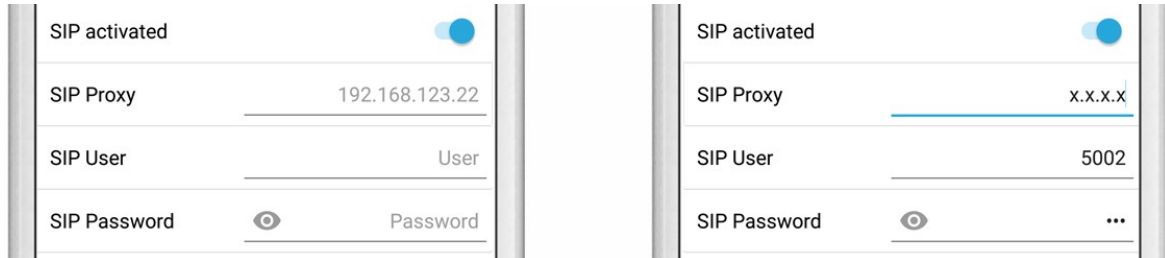 SIP activated
SIP Proxy 192.168.123.22
SIP User User
SIP Password Password
SIP activated
SIP Proxy x.x.x.x
SIP User 5002
SIP Password •••